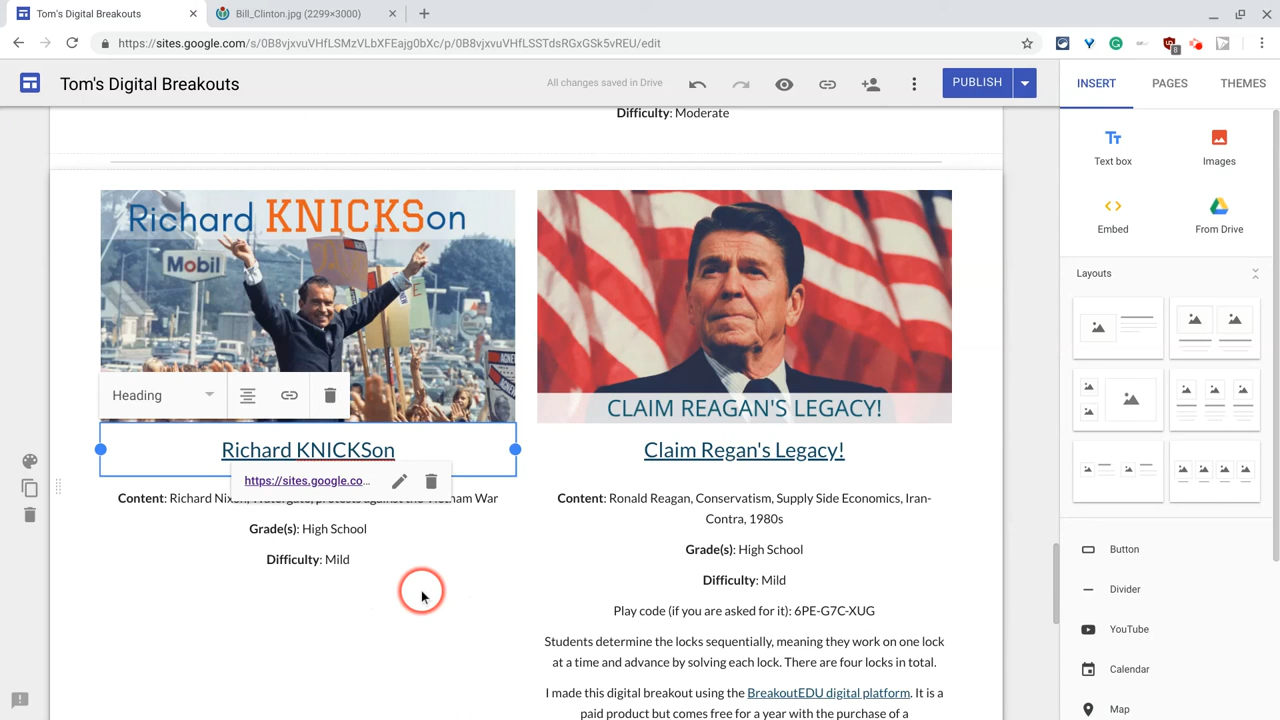 Tom's Digital Breakouts
Bill_Clinton.jpg (2299×3000)
https://sites.google.com/s/0B8vjxvuVHfLSMzVLbXFEajg0bXc/p/0B8vjxvuVHfLSSTdsRGxGSk5vREU/edit
8
Tom's Digital Breakouts
All changes saved in Drive
PUBLISH
INSERT
PAGES
THEMES
Difficulty: Moderate
Text box
Images
Embed
From Drive
Layouts
Button
Divider
YouTube
Calendar
Map
Richard KNICKSon
Mobil
Heading
Richard KNICKSon
https://sites.google.co...
Content: Richard Nixon, Watergate, protests against the Vietnam War
Grade(s): High School
Difficulty: Mild
CLAIM REAGAN'S LEGACY!
Claim Regan's Legacy!
Content: Ronald Reagan, Conservatism, Supply Side Economics, Iran-
Contra, 1980s
Grade(s): High School
Difficulty: Mild
Play code (if you are asked for it): 6PE-G7C-XUG
Students determine the locks sequentially, meaning they work on one lock
at a time and advance by solving each lock. There are four locks in total.
I made this digital breakout using the BreakoutEDU digital platform. It is a
paid product but comes free for a year with the purchase of a